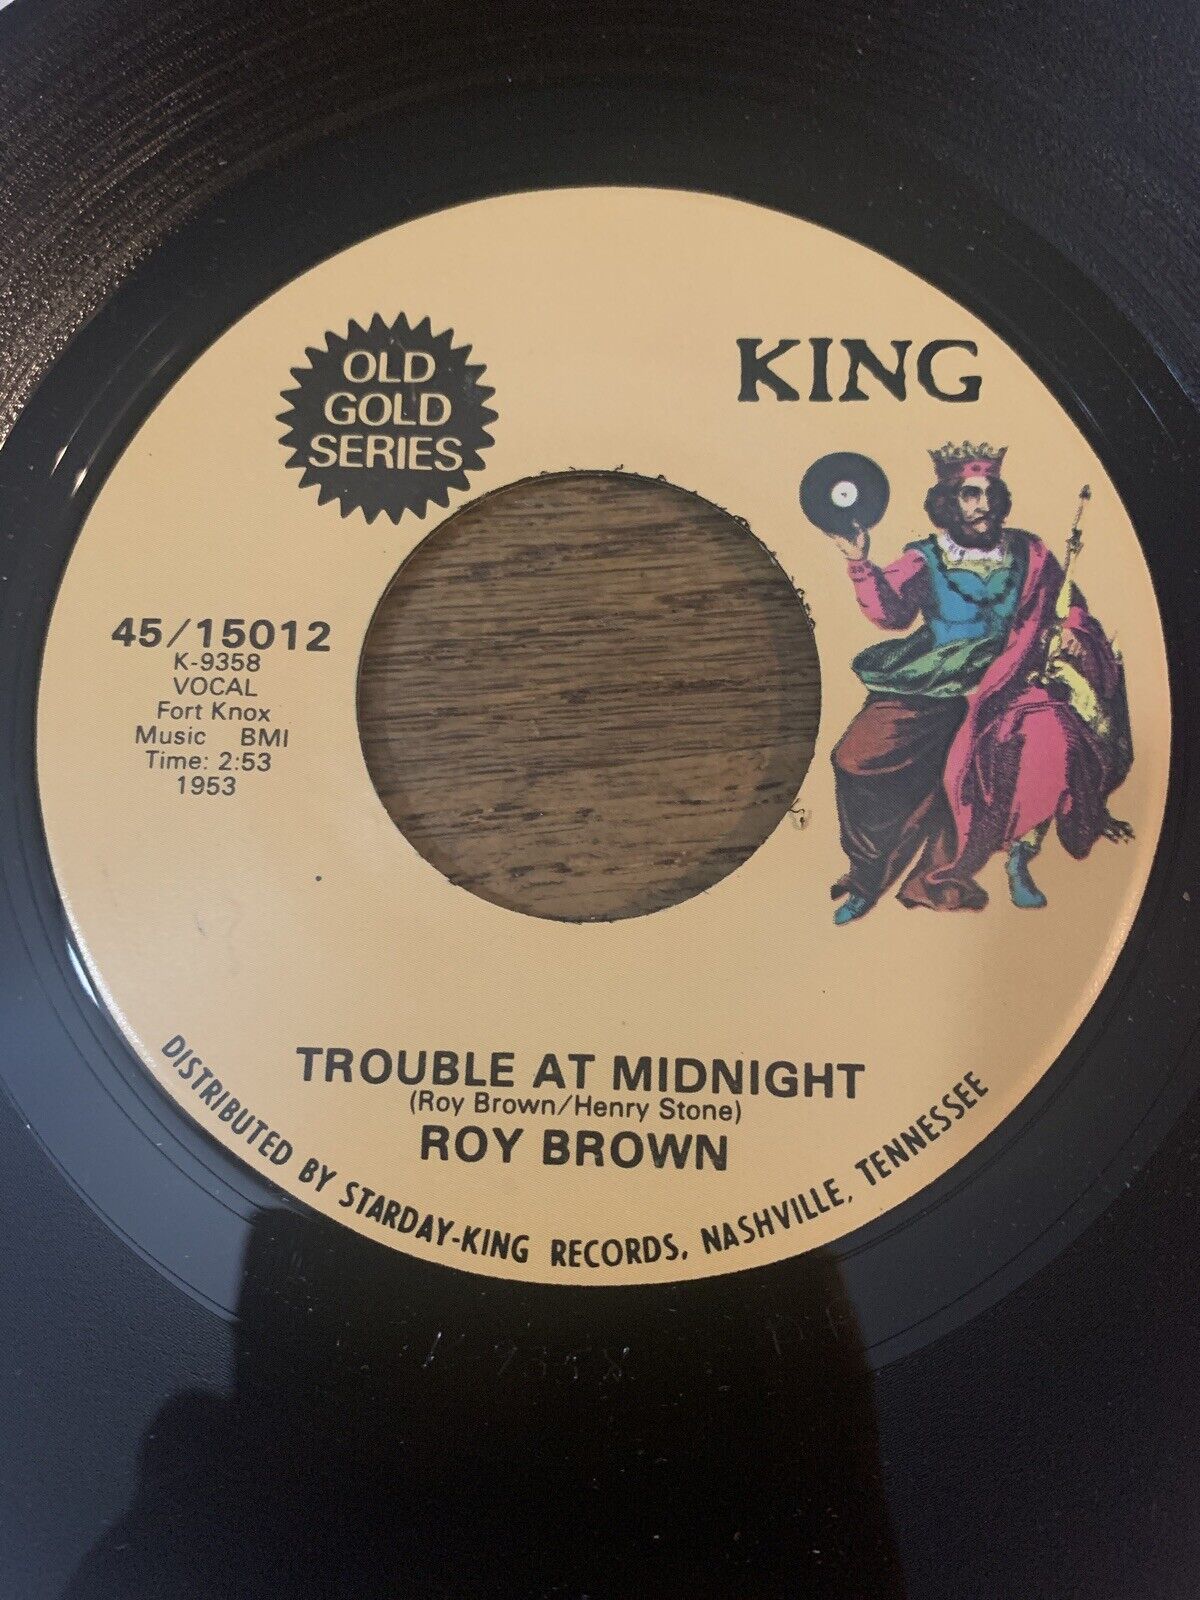 OLD
GOLD
SERIES
KING
45/15012
K-9358
VOCAL
Fort Knox
Music BMI
Time: 2:53
1953
TROUBLE AT MIDNIGHT
(Roy Brown/Henry Stone)
ROY BROWN
DISTRIBUTED BY STARDAY-KING RECORDS, NASHVILLE, TENNESSEE